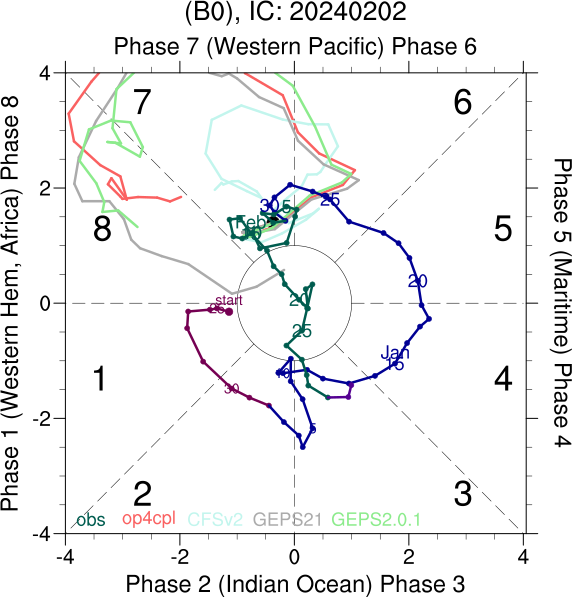 (B0), IC: 20240202
Phase 7 (Western Pacific) Phase 6
Phase 1 (Western Hem, Africa) Phase 8
4
7
6
2
305
25
Feb
8
5
20
start
25
20
0
25
Jan
15
10
1
4
30
-2
5
2
3
obs op4cpl CFSv2 GEPS21 GEPS2.0.1
-4
-4 -2 0 2 4
Phase 2 (Indian Ocean) Phase 3
Phase 5 (Maritime) Phase 4